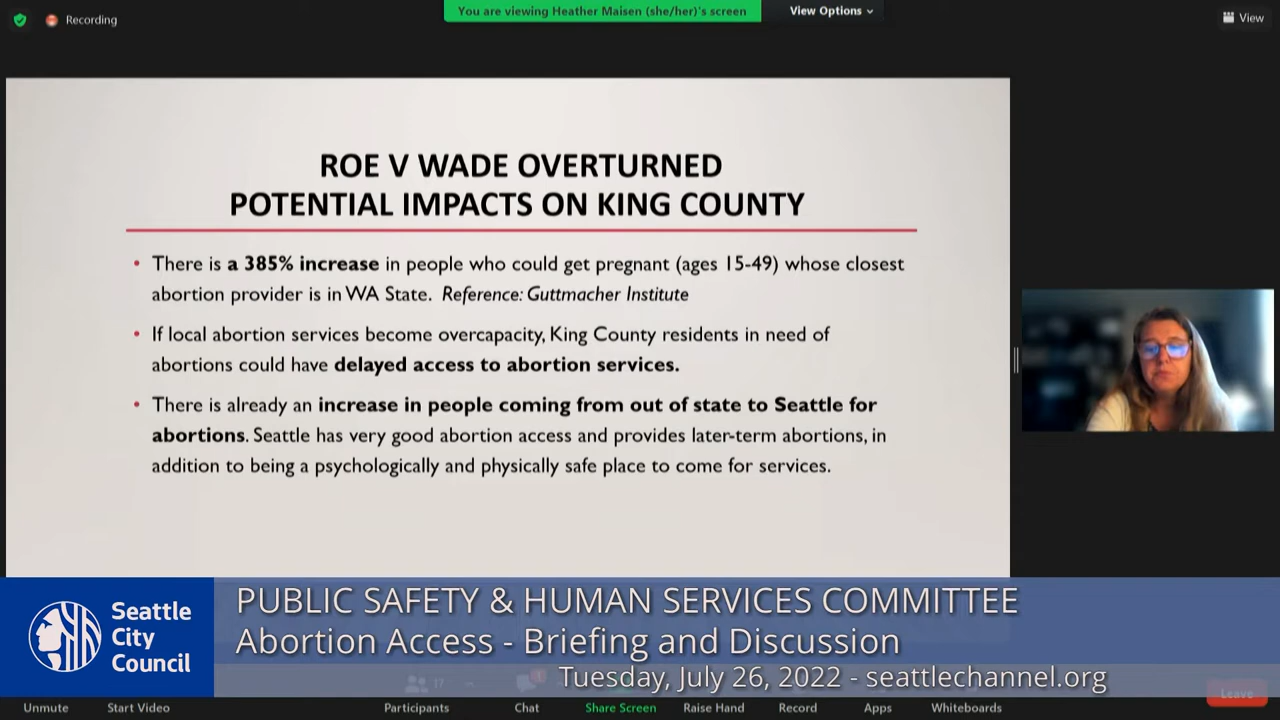 Recording
You are viewing Heather Maisen (she/her)'s screen
View Options
View
ROE V WADE OVERTURNED
POTENTIAL IMPACTS ON KING COUNTY
• There is a 385% increase in people who could get pregnant (ages 15-49) whose closest
abortion provider is in WA State. Reference: Guttmacher Institute
• If local abortion services become overcapacity, King County residents in need of
abortions could have delayed access to abortion services.
• There is already an increase in people coming from out of state to Seattle for
abortions. Seattle has very good abortion access and provides later-term abortions, in
addition to being a psychologically and physically safe place to come for services.
Seattle
City
Council
PUBLIC SAFETY & HUMAN SERVICES COMMITTEE
Abortion Access - Briefing and Discussion
Tuesday, July 26, 2022 - seattlechannel.org
Unmute
Start Video
Participants
Chat
Share Screen
Raise Hand
Record
Apps
Whiteboards
Leave